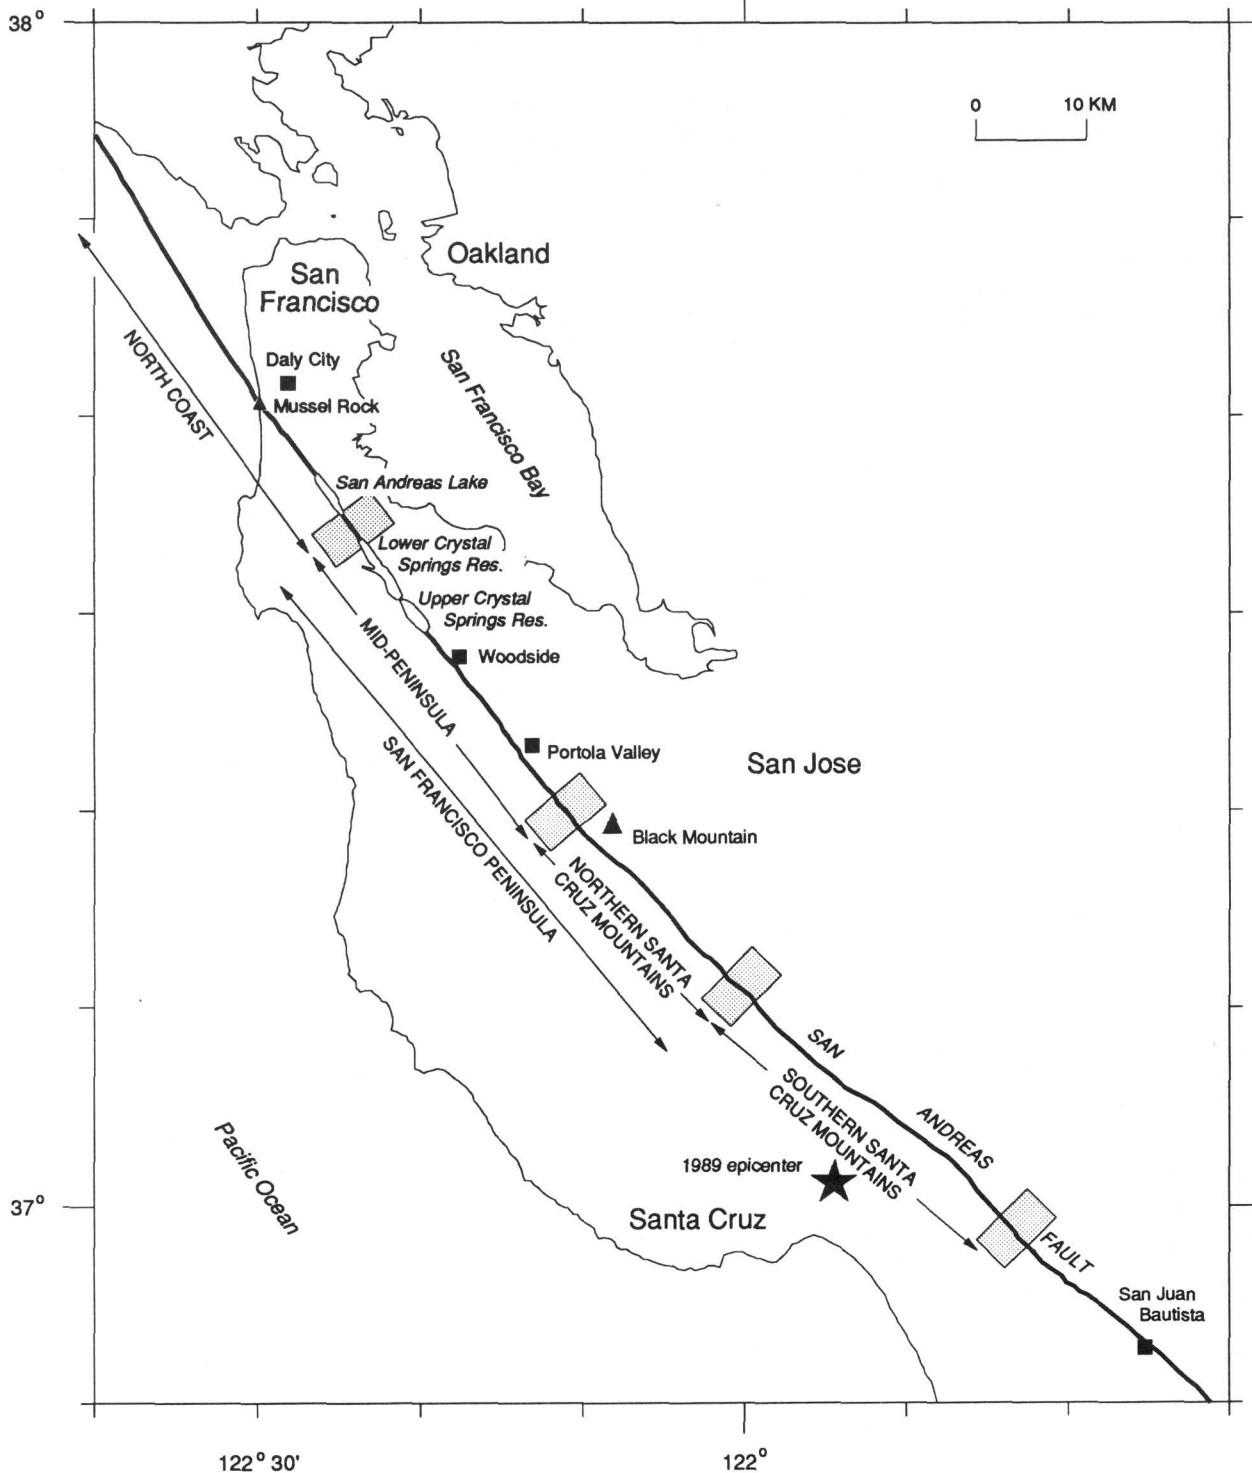 38°
0 10 KM
Oakland
San
Francisco
Daly City
Mussel Rock
NORTH COAST
San Francisco Bay
San Andreas Lake
Lower Crystal
Springs Res.
Upper Crystal
Springs Res.
MID-PENINSULA
Woodside
SAN FRANCISCO PENINSULA
Portola Valley
San Jose
Black Mountain
NORTHERN SANTA
CRUZ MOUNTAINS
SAN
ANDREAS
FAULT
SOUTHERN SANTA
CRUZ MOUNTAINS
1989 epicenter
Pacific Ocean
37°
Santa Cruz
San Juan
Bautista
122° 30'
122°